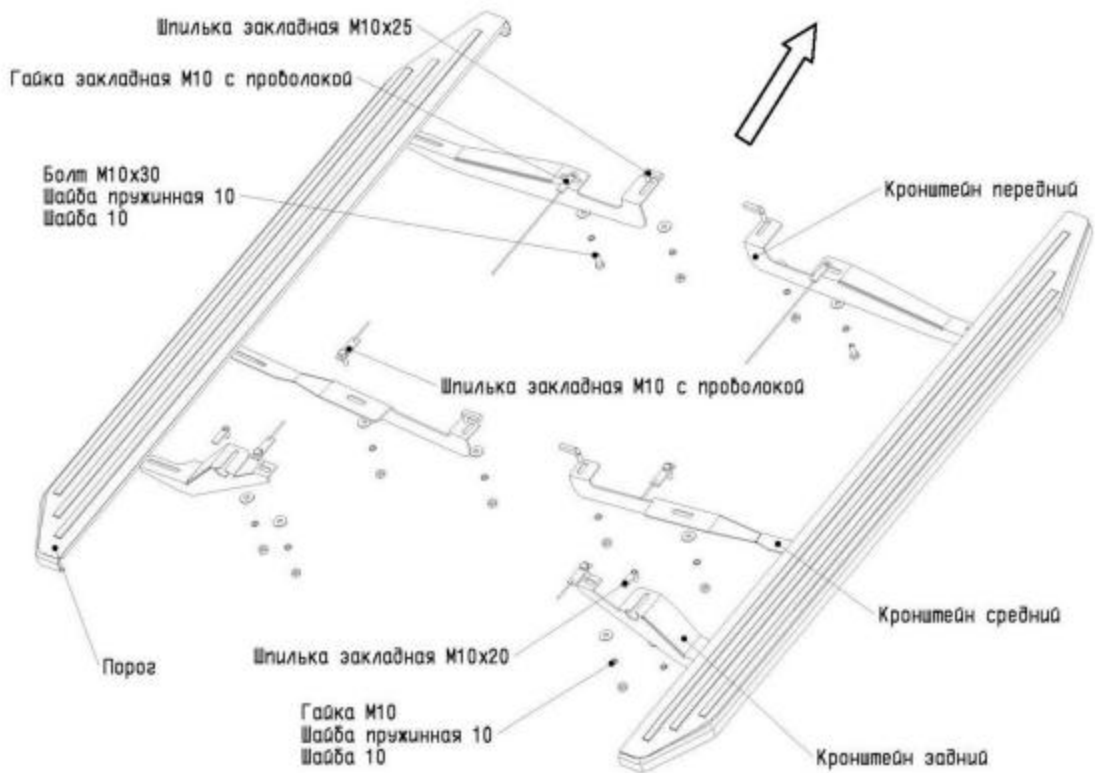 Шпилька закладная М10х25
Гайка закладная М10 с проволокой
Болт М10х30
Шайба пружинная 10
Шайба 10
Кронштейн передний
Шпилька закладная М10 с проволокой
Кронштейн средний
Шпилька закладная М10х20
Порог
Гайка М10
Шайба пружинная 10
Шайба 10
Кронштейн задний